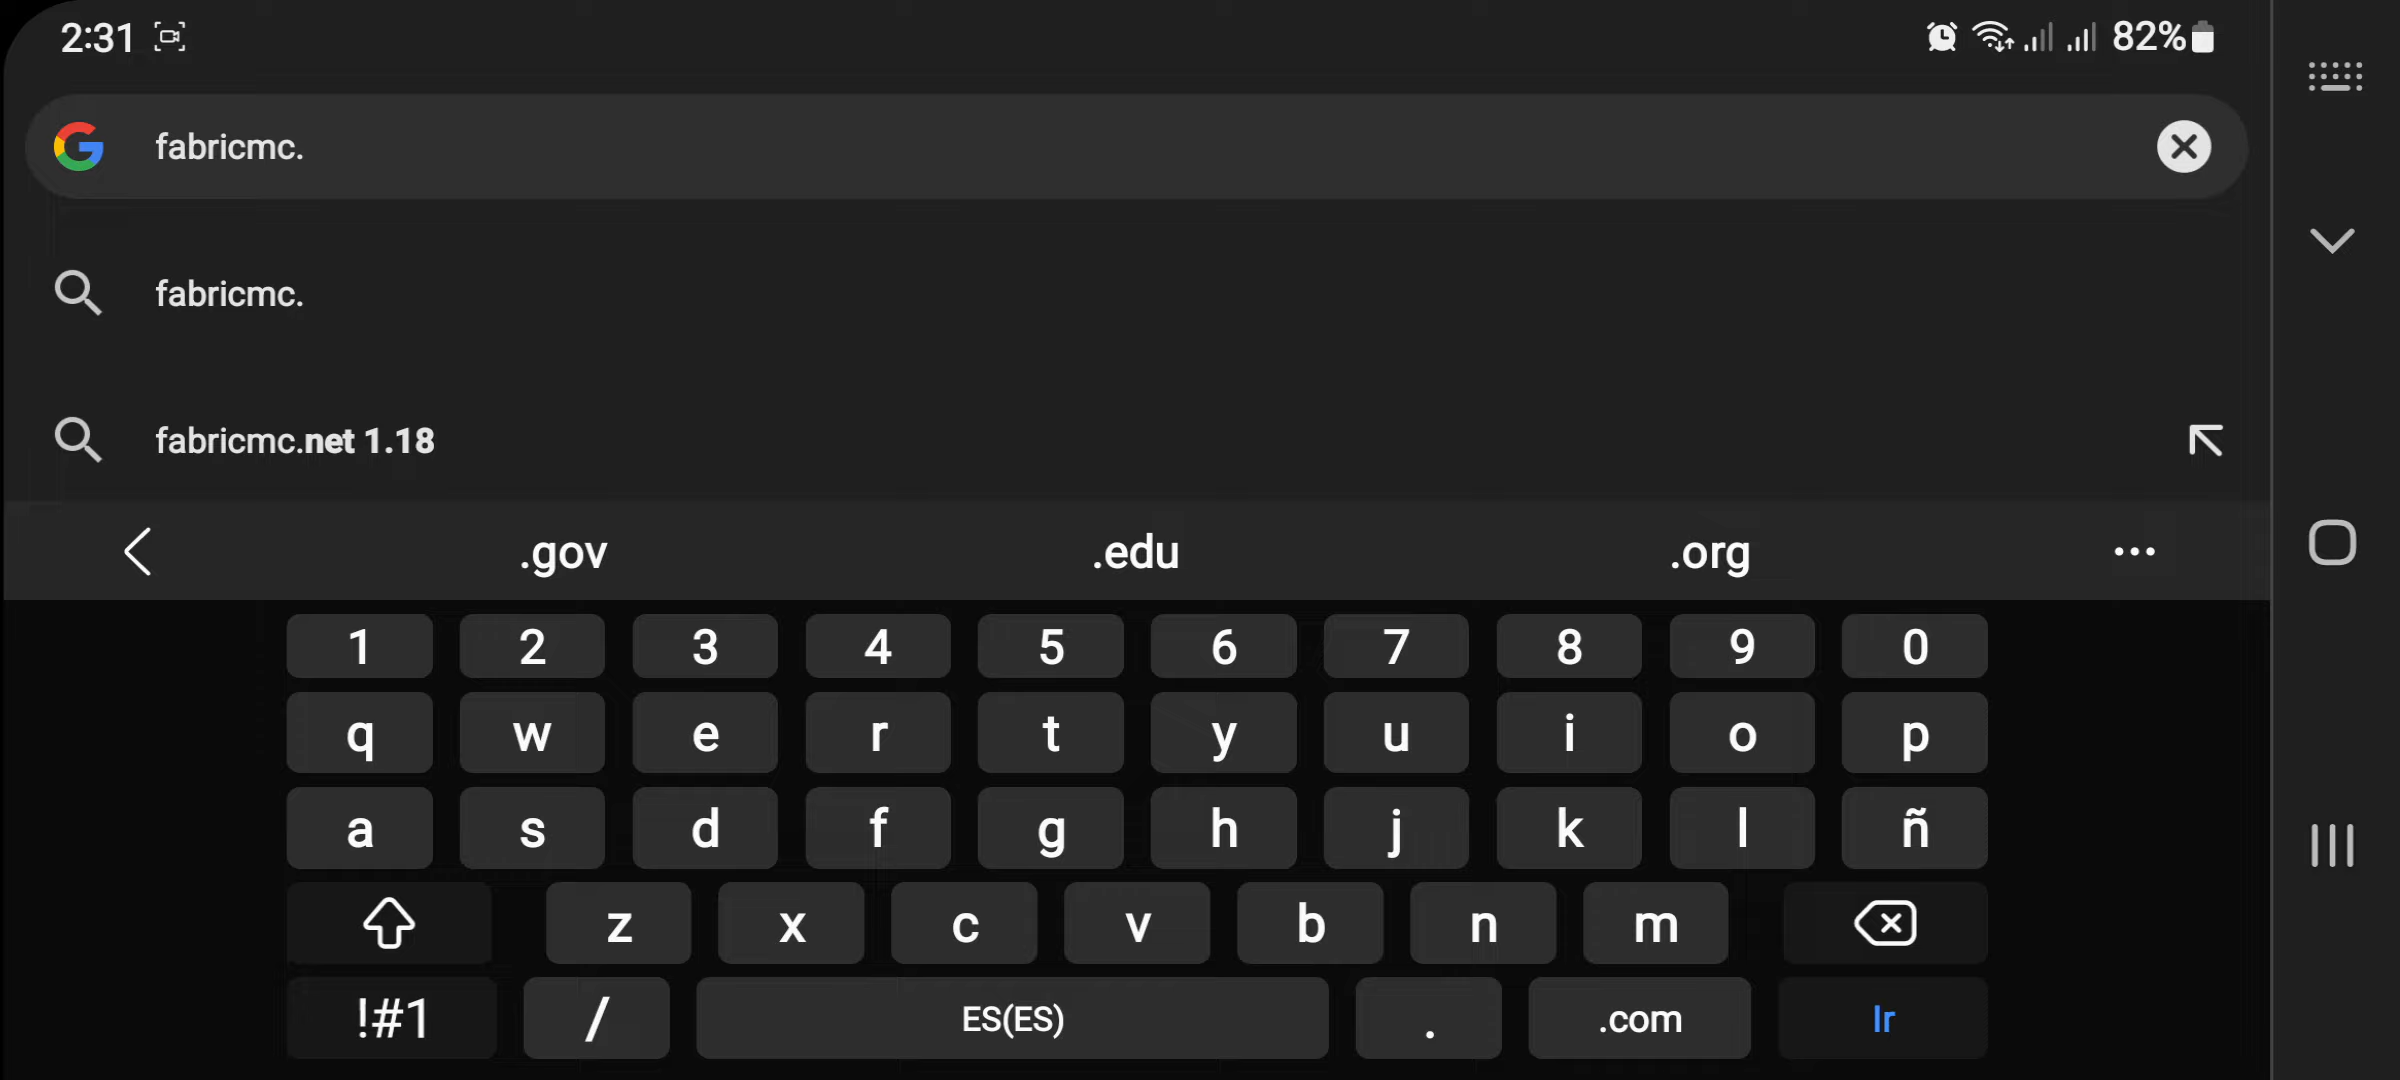 2:31 82%
fabricmc.
fabricmc.
fabricmc.net 1.18
.gov .edu .org ...
1 2 3 4 5 6 7 8 9 0
q w e r t y u i o p
a s d f g h j k l ñ
z x c v b n m
!#1 / ES(ES) . .com Ir